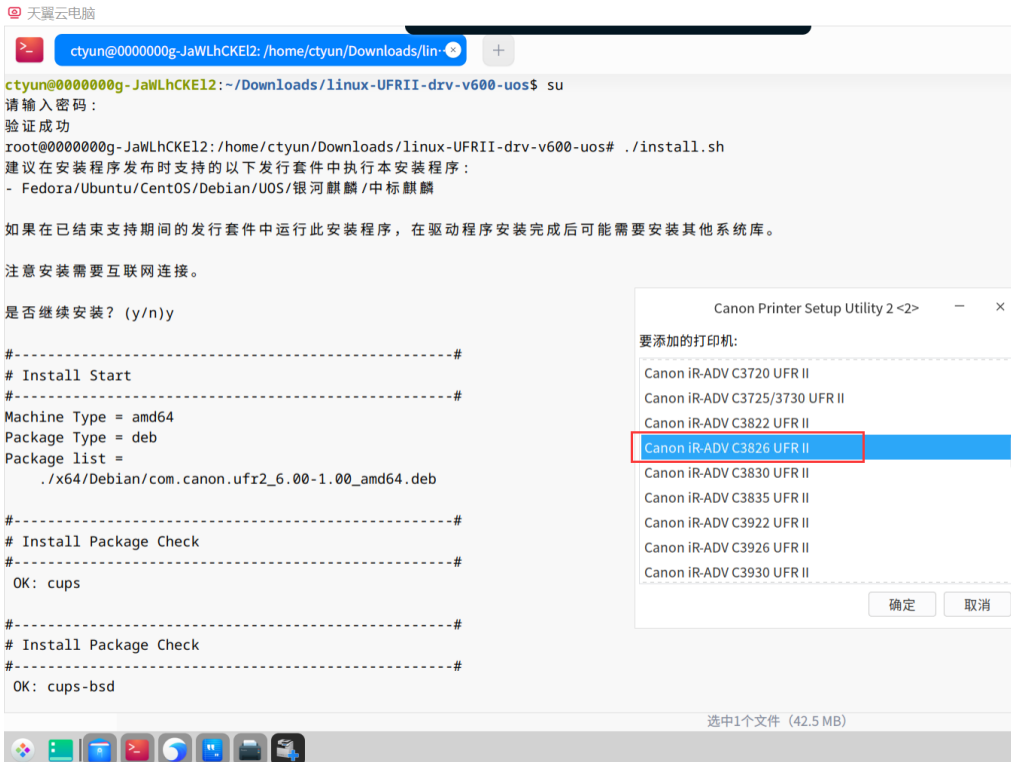 天翼云电脑
ctyun@0000000g-JaWLhCKEl2: /home/ctyun/Downloads/lin···
ctyun@0000000g-JaWLhCKEl2:~/Downloads/linux-UFRII-drv-v600-uos$ su
请输入密码:
验证成功
root@0000000g-JaWLhCKEl2:/home/ctyun/Downloads/linux-UFRII-drv-v600-uos# ./install.sh
建议在安装程序发布时支持的以下发行套件中执行本安装程序:
- Fedora/Ubuntu/CentOS/Debian/UOS/银河麒麟/中标麒麟
如果在已结束支持期间的发行套件中运行此安装程序，在驱动程序安装完成后可能需要安装其他系统库。
注意安装需要互联网连接。
是否继续安装? (y/n)y
#----------------------------------------------------#
# Install Start
#----------------------------------------------------#
Machine Type = amd64
Package Type = deb
Package list =
./x64/Debian/com.canon.ufr2_6.00-1.00_amd64.deb
#----------------------------------------------------#
# Install Package Check
#----------------------------------------------------#
OK: cups
#----------------------------------------------------#
# Install Package Check
#----------------------------------------------------#
OK: cups-bsd
Canon Printer Setup Utility 2 <2>
要添加的打印机:
Canon iR-ADV C3720 UFR II
Canon iR-ADV C3725/3730 UFR II
Canon iR-ADV C3822 UFR II
Canon iR-ADV C3826 UFR II
Canon iR-ADV C3830 UFR II
Canon iR-ADV C3835 UFR II
Canon iR-ADV C3922 UFR II
Canon iR-ADV C3926 UFR II
Canon iR-ADV C3930 UFR II
确定
取消
选中1个文件（42.5 MB）